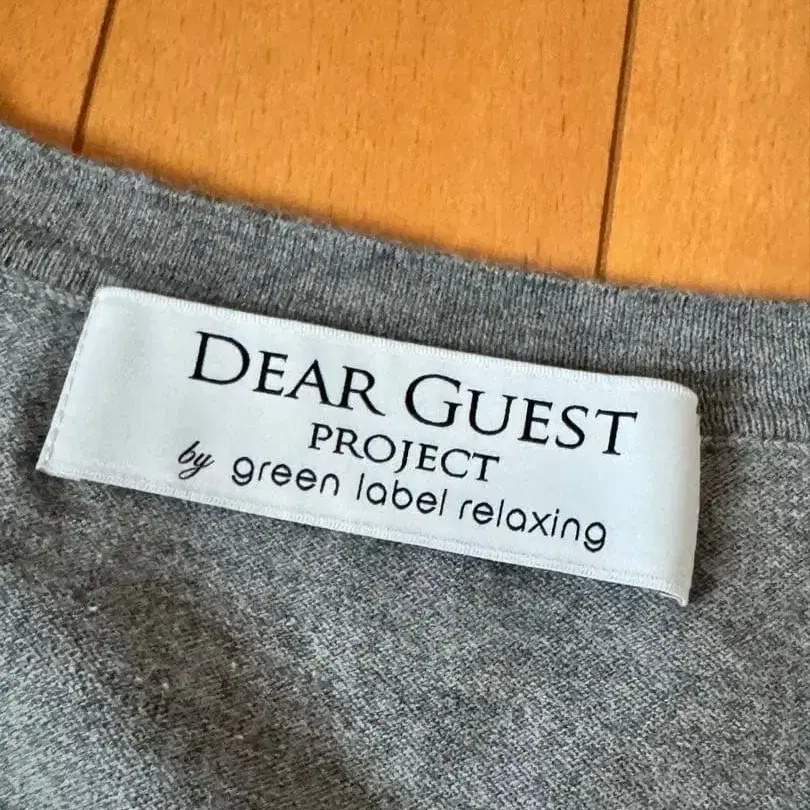 DEAR GUEST
PROJECT
by green label relaxing